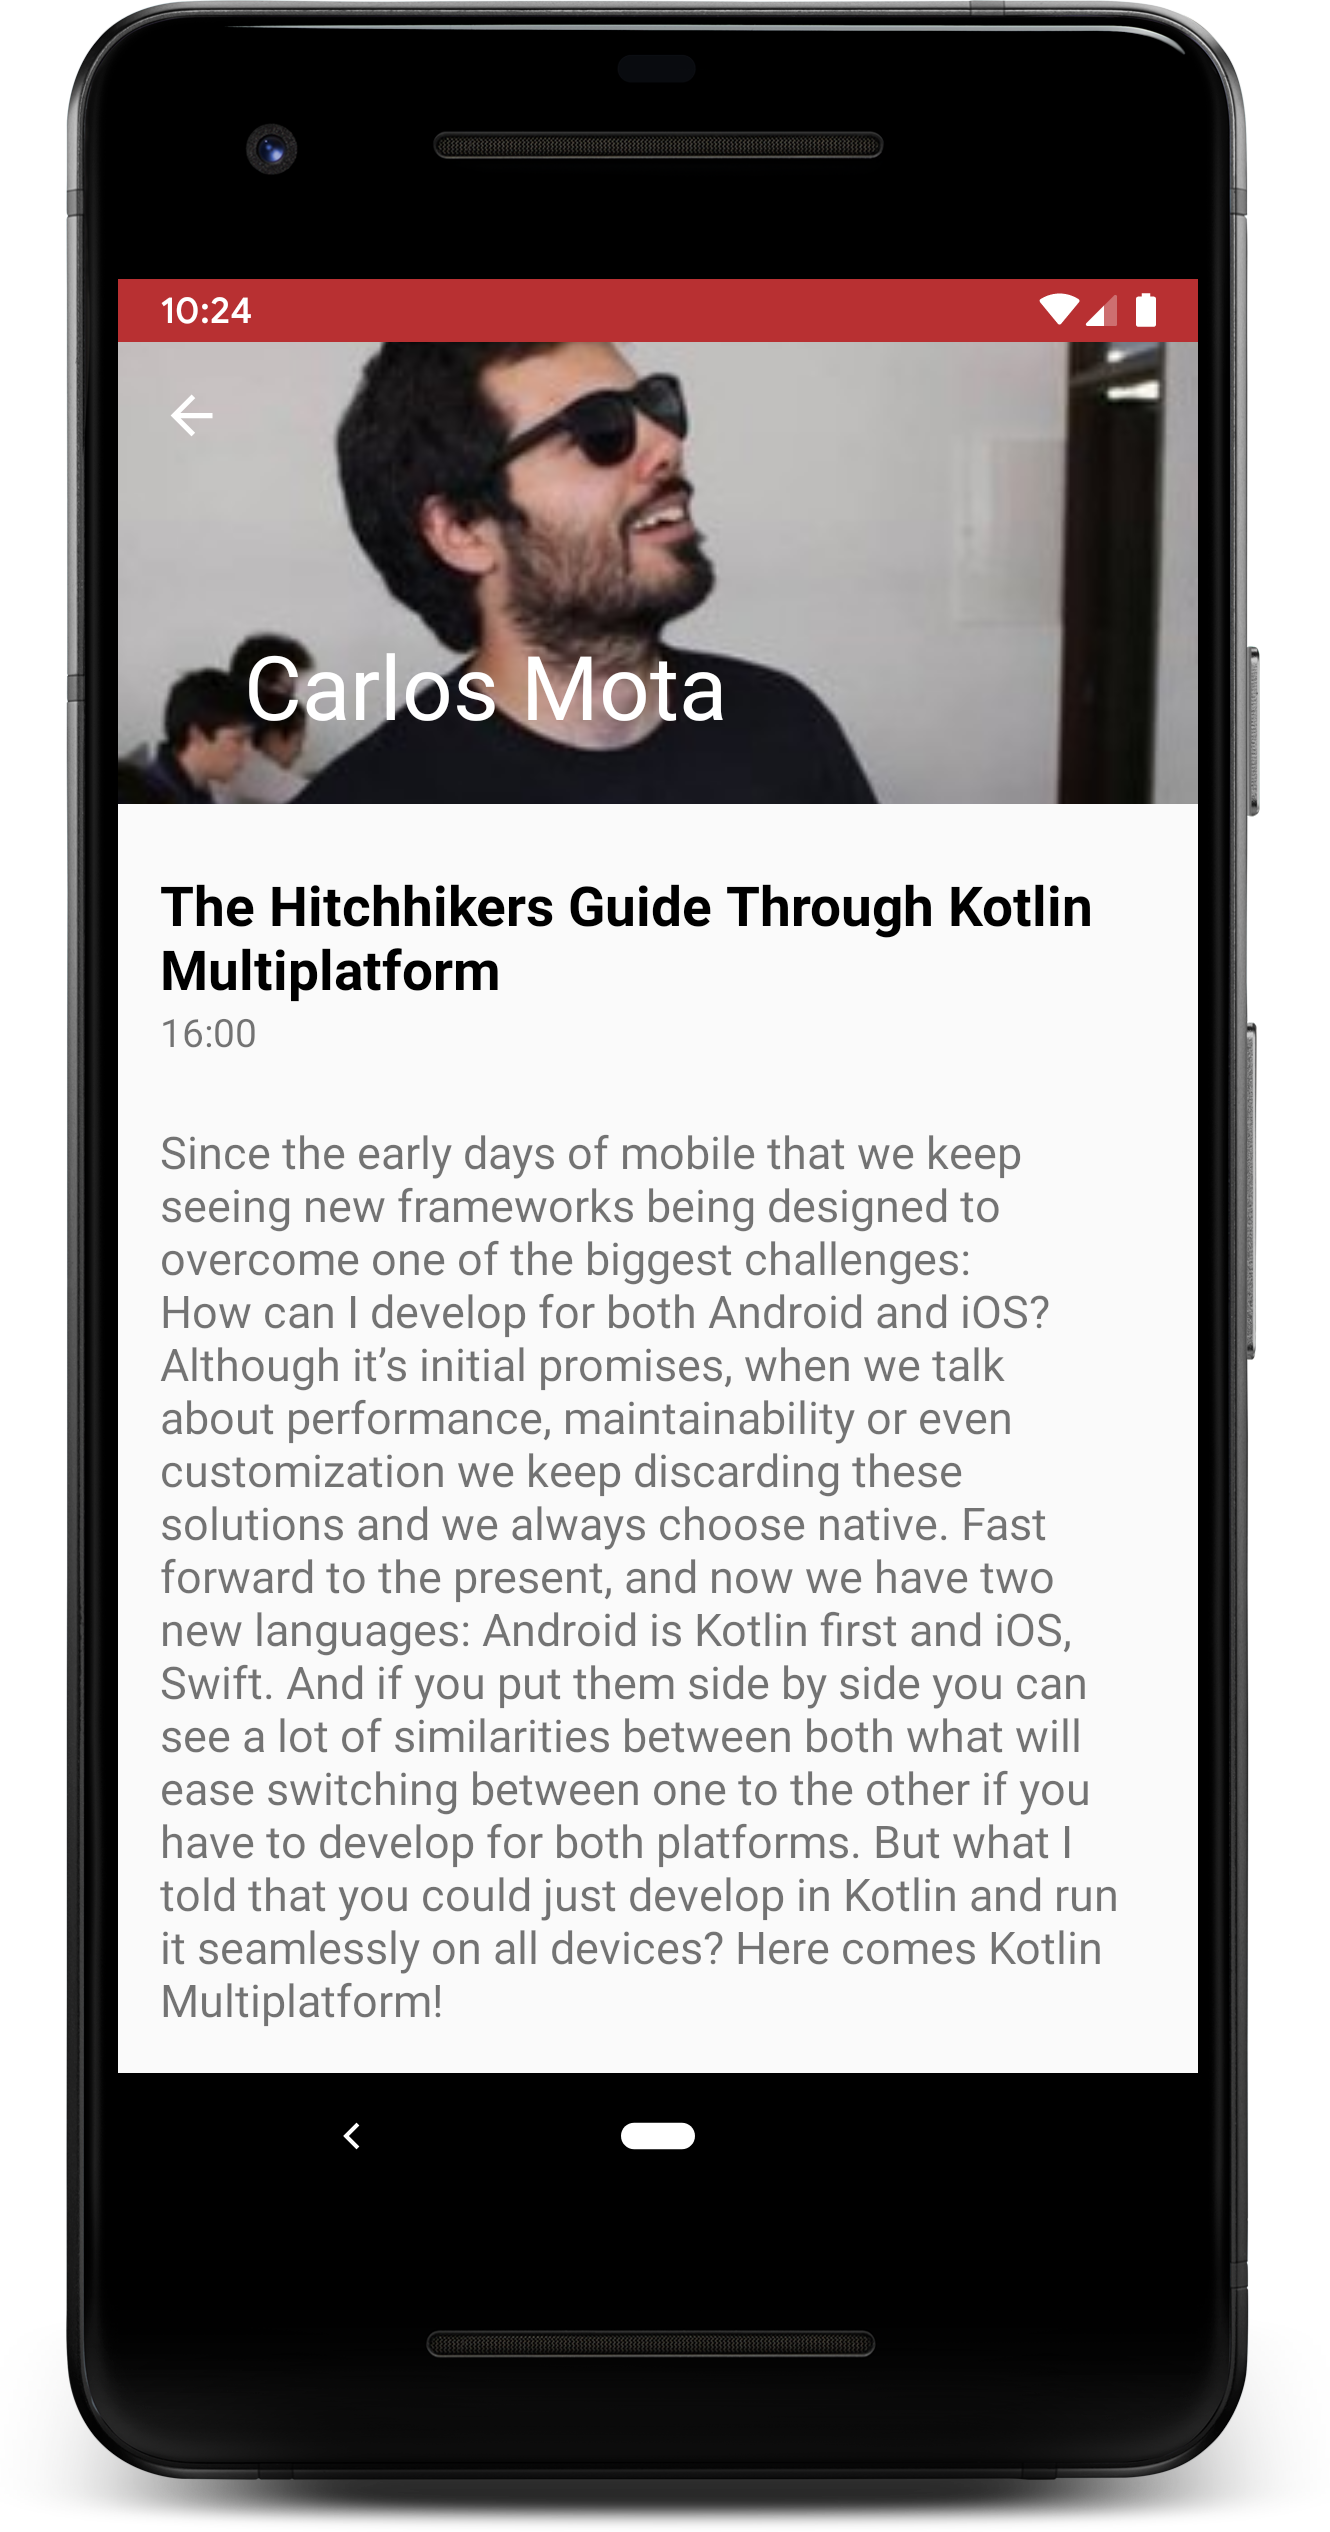 10:24
Carlos Mota
The Hitchhikers Guide Through Kotlin
Multiplatform
16:00
Since the early days of mobile that we keep
seeing new frameworks being designed to
overcome one of the biggest challenges:
How can I develop for both Android and iOS?
Although it’s initial promises, when we talk
about performance, maintainability or even
customization we keep discarding these
solutions and we always choose native. Fast
forward to the present, and now we have two
new languages: Android is Kotlin first and iOS,
Swift. And if you put them side by side you can
see a lot of similarities between both what will
ease switching between one to the other if you
have to develop for both platforms. But what I
told that you could just develop in Kotlin and run
it seamlessly on all devices? Here comes Kotlin
Multiplatform!